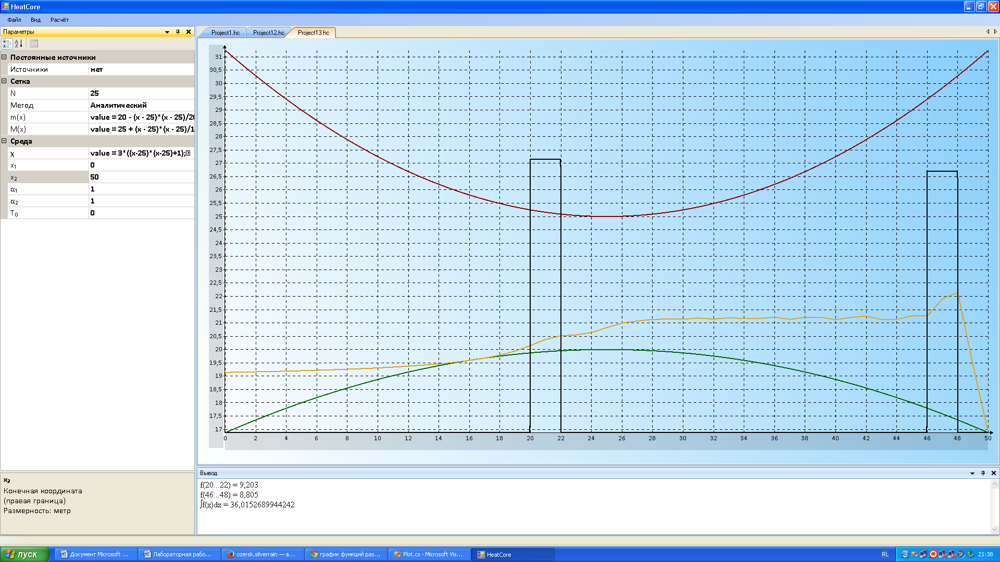 HeatCore
Файл Вид Расчёт
Параметры
Project1.hc Project12.hc Project13.hc
Постоянные источники
Источники нет
Сетка
N 25
Метод Аналитический
m(x) value = 20 - (x - 25)*(x - 25)/20
M(x) value = 25 + (x - 25)*(x - 25)/1
Среда
χ value = 3*((x-25)*(x-25)+1);
x₁ 0
x₂ 50
α₁ 1
α₂ 1
T₀ 0
x₂
Конечная координата
(правая граница)
Размерность: метр
31
30,5
30
29,5
29
28,5
28
27,5
27
26,5
26
25,5
25
24,5
24
23,5
23
22,5
22
21,5
21
20,5
20
19,5
19
18,5
18
17,5
17
0 2 4 6 8 10 12 14 16 18 20 22 24 26 28 30 32 34 36 38 40 42 44 46 48 50
Вывод
f(20...22) = 9,203
f(46...48) = 8,805
∫f(x)dx = 36,0152689944242
пуск
Документ Microsoft ...
Лабораторная рабо...
ozersk.silverrain — а...
график функций раз...
Plot.cs - Microsoft Vis...
HeatCore
RL
21:38